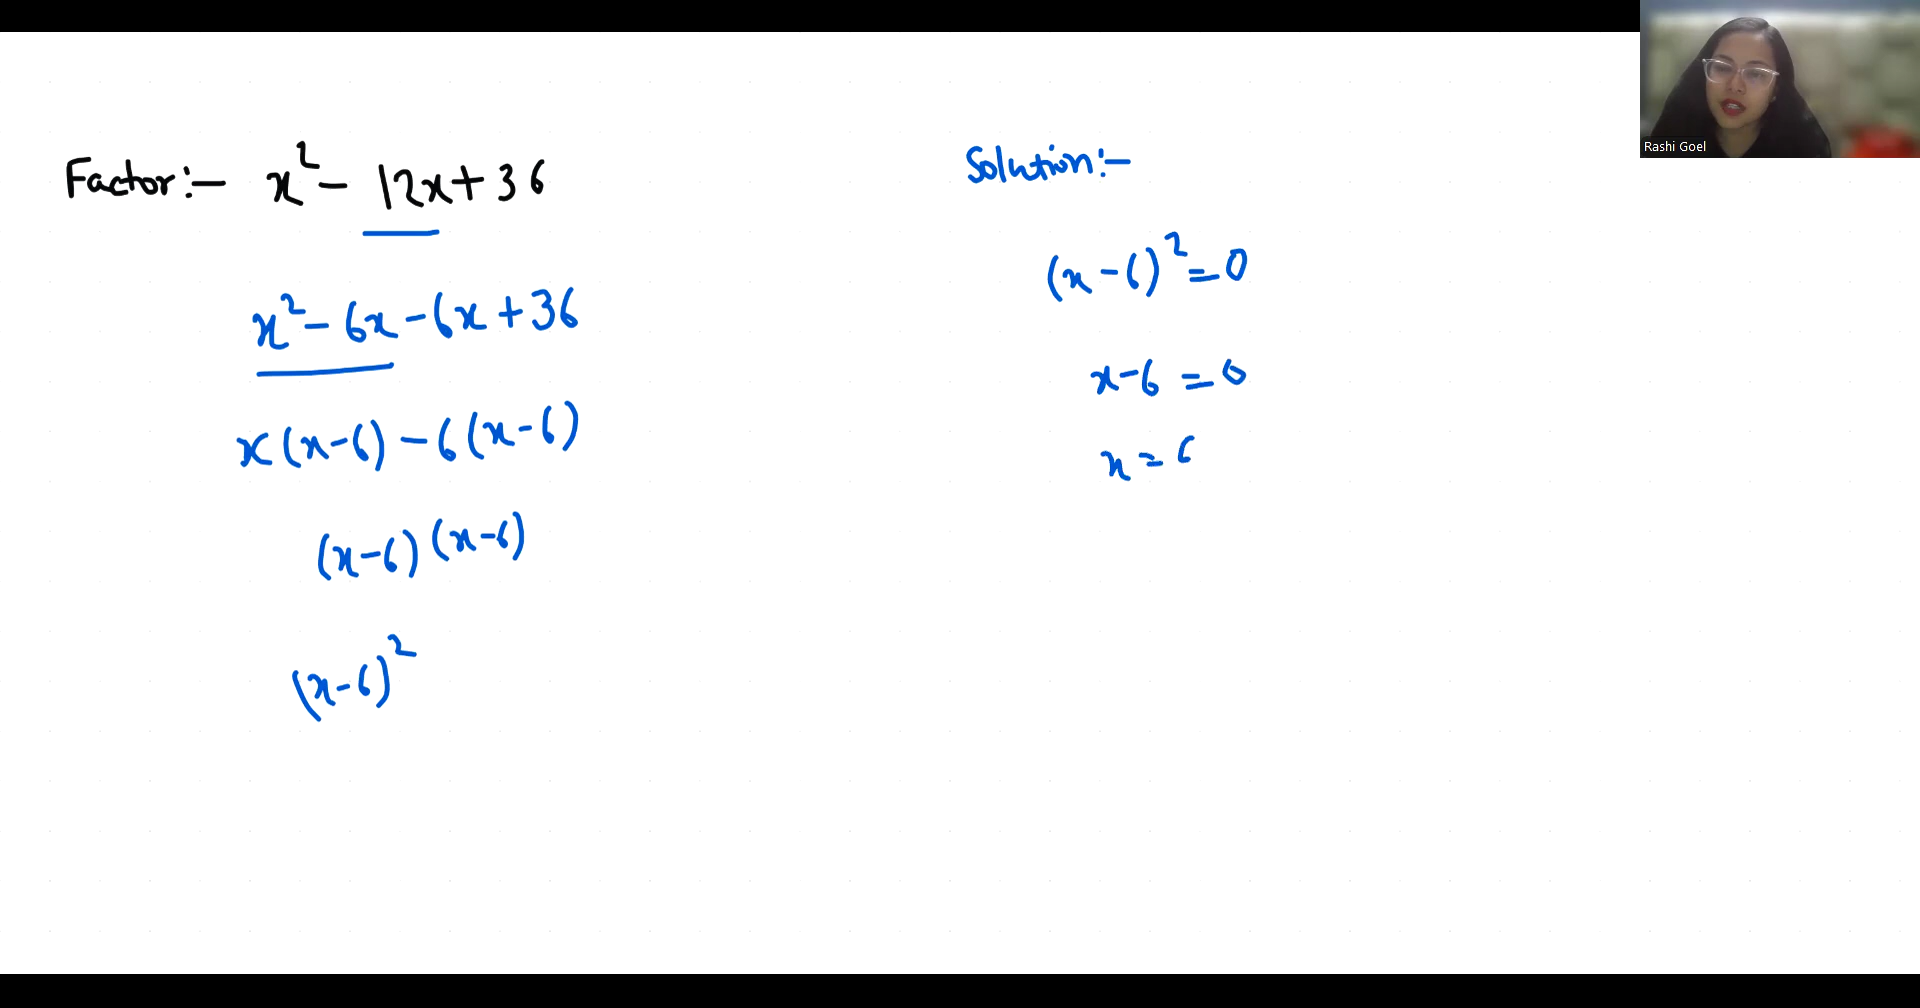 Factor:- x² - 12x + 36
x² - 6x - 6x + 36
x(x-6) - 6(x-6)
(x-6)(x-6)
(x-6)²
Solution:-
(x-6)² = 0
x-6 = 0
x = 6
Rashi Goel